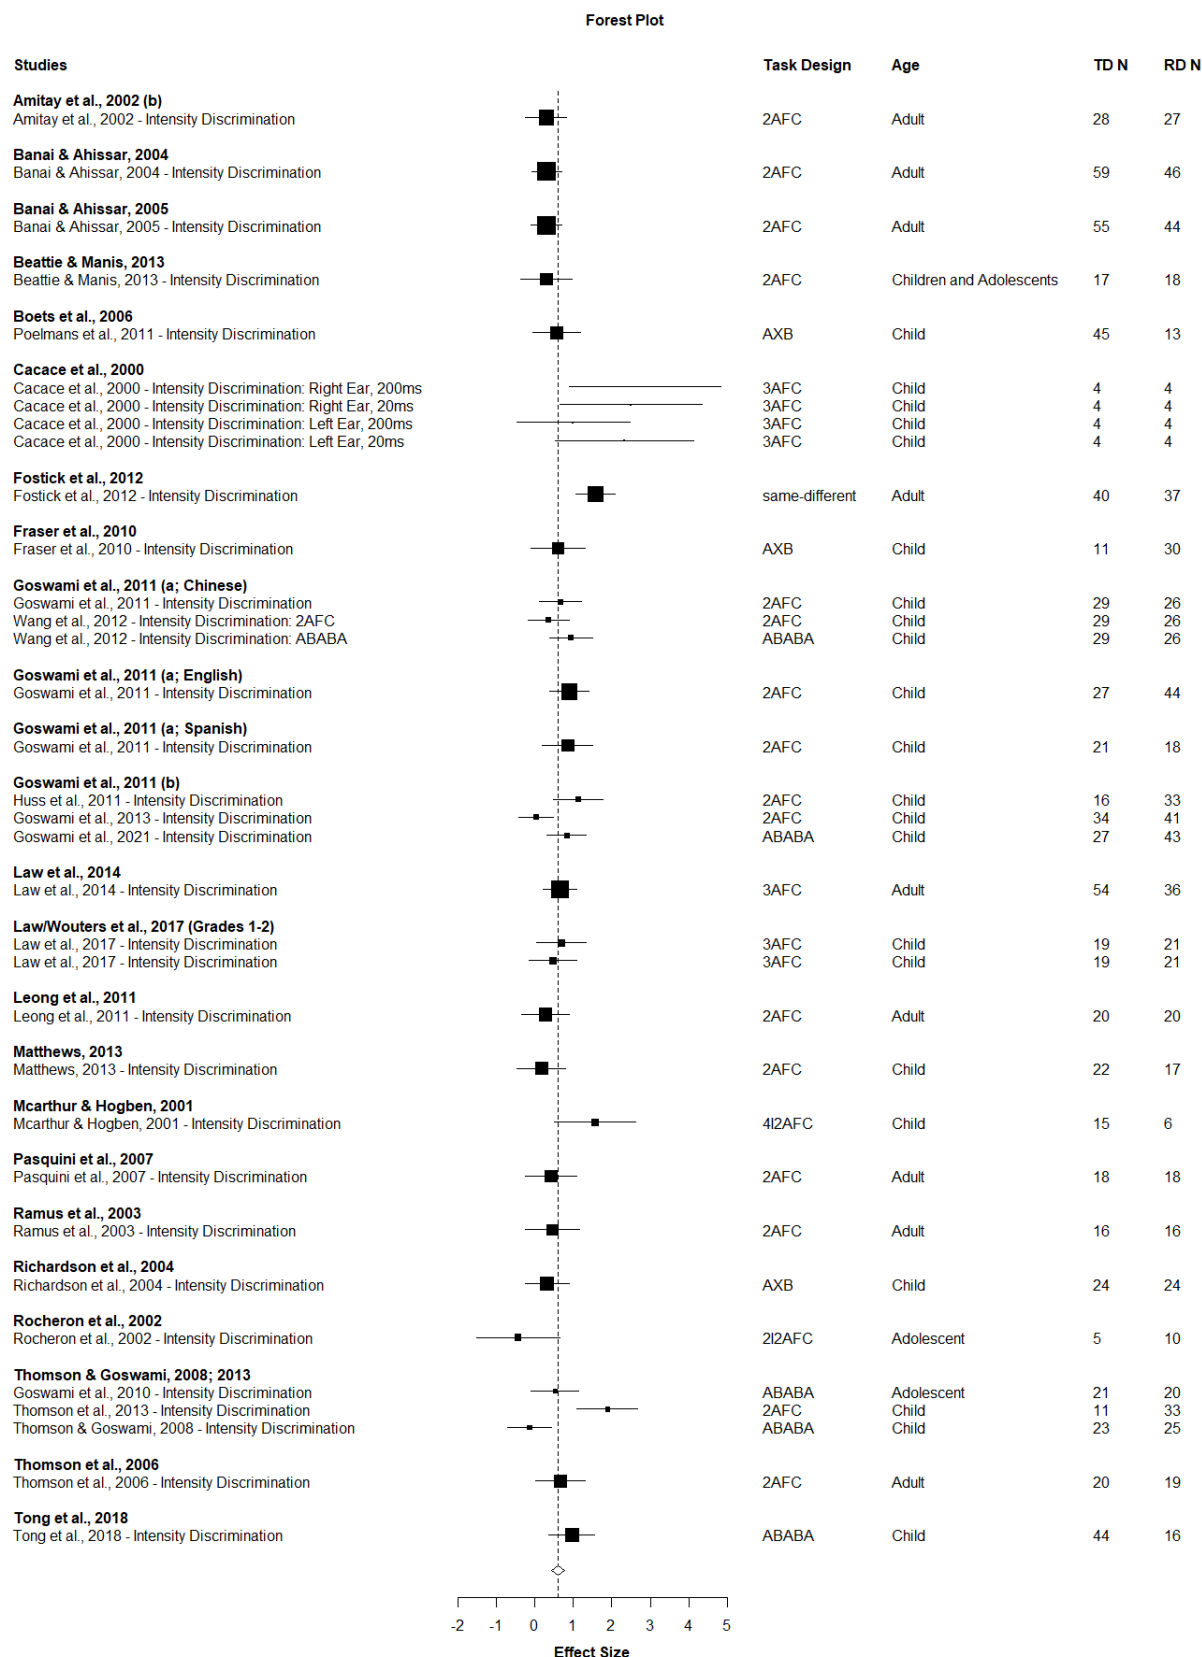 Forest Plot
Studies Task Design Age TD N RD N
Amitay et al., 2002 (b)
Amitay et al., 2002 - Intensity Discrimination 2AFC Adult 28 27
Banai & Ahissar, 2004
Banai & Ahissar, 2004 - Intensity Discrimination 2AFC Adult 59 46
Banai & Ahissar, 2005
Banai & Ahissar, 2005 - Intensity Discrimination 2AFC Adult 55 44
Beattie & Manis, 2013
Beattie & Manis, 2013 - Intensity Discrimination 2AFC Children and Adolescents 17 18
Boets et al., 2006
Poelmans et al., 2011 - Intensity Discrimination AXB Child 45 13
Cacace et al., 2000
Cacace et al., 2000 - Intensity Discrimination: Right Ear, 200ms 3AFC Child 4 4
Cacace et al., 2000 - Intensity Discrimination: Right Ear, 20ms 3AFC Child 4 4
Cacace et al., 2000 - Intensity Discrimination: Left Ear, 200ms 3AFC Child 4 4
Cacace et al., 2000 - Intensity Discrimination: Left Ear, 20ms 3AFC Child 4 4
Fostick et al., 2012
Fostick et al., 2012 - Intensity Discrimination same-different Adult 40 37
Fraser et al., 2010
Fraser et al., 2010 - Intensity Discrimination AXB Child 11 30
Goswami et al., 2011 (a; Chinese)
Goswami et al., 2011 - Intensity Discrimination 2AFC Child 29 26
Wang et al., 2012 - Intensity Discrimination: 2AFC 2AFC Child 29 26
Wang et al., 2012 - Intensity Discrimination: ABABA ABABA Child 29 26
Goswami et al., 2011 (a; English)
Goswami et al., 2011 - Intensity Discrimination 2AFC Child 27 44
Goswami et al., 2011 (a; Spanish)
Goswami et al., 2011 - Intensity Discrimination 2AFC Child 21 18
Goswami et al., 2011 (b)
Huss et al., 2011 - Intensity Discrimination 2AFC Child 16 33
Goswami et al., 2013 - Intensity Discrimination 2AFC Child 34 41
Goswami et al., 2021 - Intensity Discrimination ABABA Child 27 43
Law et al., 2014
Law et al., 2014 - Intensity Discrimination 3AFC Adult 54 36
Law/Wouters et al., 2017 (Grades 1-2)
Law et al., 2017 - Intensity Discrimination 3AFC Child 19 21
Law et al., 2017 - Intensity Discrimination 3AFC Child 19 21
Leong et al., 2011
Leong et al., 2011 - Intensity Discrimination 2AFC Adult 20 20
Matthews, 2013
Matthews, 2013 - Intensity Discrimination 2AFC Child 22 17
Mcarthur & Hogben, 2001
Mcarthur & Hogben, 2001 - Intensity Discrimination 4I2AFC Child 15 6
Pasquini et al., 2007
Pasquini et al., 2007 - Intensity Discrimination 2AFC Adult 18 18
Ramus et al., 2003
Ramus et al., 2003 - Intensity Discrimination 2AFC Adult 16 16
Richardson et al., 2004
Richardson et al., 2004 - Intensity Discrimination AXB Child 24 24
Rocheron et al., 2002
Rocheron et al., 2002 - Intensity Discrimination 2I2AFC Adolescent 5 10
Thomson & Goswami, 2008; 2013
Goswami et al., 2010 - Intensity Discrimination ABABA Adolescent 21 20
Thomson et al., 2013 - Intensity Discrimination 2AFC Child 11 33
Thomson & Goswami, 2008 - Intensity Discrimination ABABA Child 23 25
Thomson et al., 2006
Thomson et al., 2006 - Intensity Discrimination 2AFC Adult 20 19
Tong et al., 2018
Tong et al., 2018 - Intensity Discrimination ABABA Child 44 16
-2 -1 0 1 2 3 4 5
Effect Size